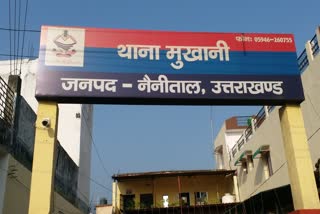 फोनः 05946-260755
थाना मुखानी
जनपद - नैनीताल, उत्तराखण्ड